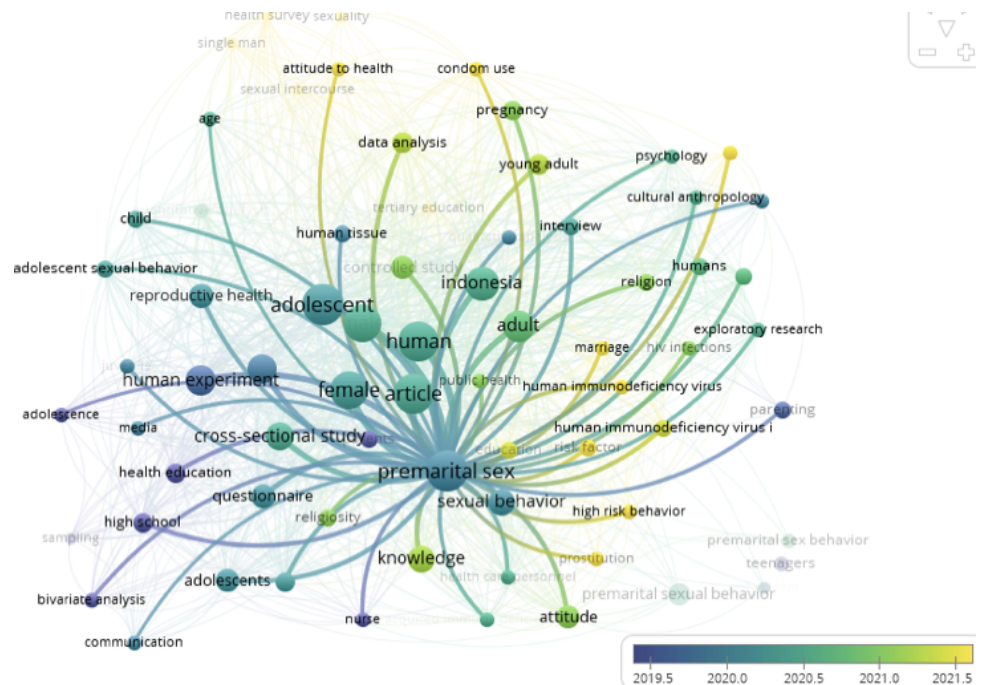 health survey
sexuality
single man
attitude to health
condom use
sexual intercourse
pregnancy
age
data analysis
young adult
psychology
cultural anthropology
tertiary education
child
human tissue
interview
adolescent sexual behavior
controlled study
indonesia
religion
humans
reproductive health
adolescent
adult
exploratory research
human
marriage
hiv infections
human experiment
female
article
public health
human immunodeficiency virus
adolescence
media
cross-sectional study
human immunodeficiency virus i
parenting
education
risk factor
health education
premarital sex
questionnaire
sexual behavior
high school
religiosity
high risk behavior
sampling
knowledge
prostitution
premarital sex behavior
adolescents
health care personnel
teenagers
premarital sexual behavior
bivariate analysis
nurse
attitude
communication
2019.5
2020.0
2020.5
2021.0
2021.5